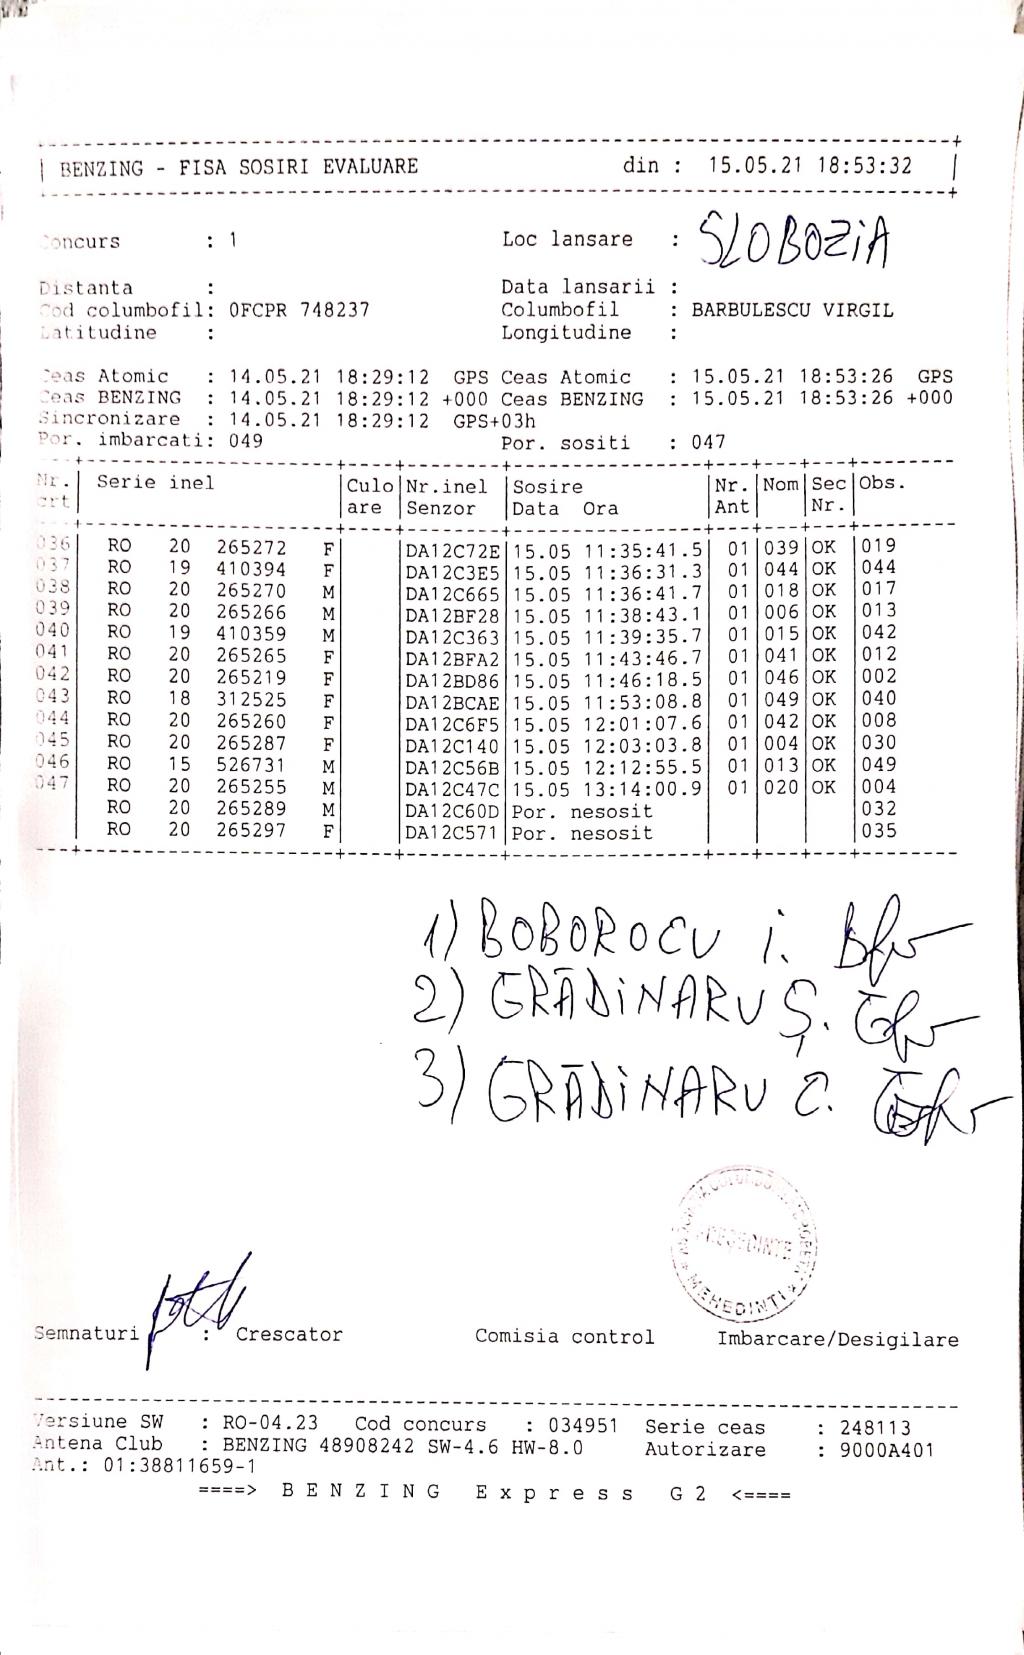 BENZING - FISA SOSIRI EVALUARE din : 15.05.21 18:53:32
Concurs : 1 Loc lansare : SLOBOZIA
Distanta : Data lansarii :
Cod columbofil: 0FCPR 748237 Columbofil : BARBULESCU VIRGIL
Latitudine : Longitudine :
Ceas Atomic : 14.05.21 18:29:12 GPS Ceas Atomic : 15.05.21 18:53:26 GPS
Ceas BENZING : 14.05.21 18:29:12 +000 Ceas BENZING : 15.05.21 18:53:26 +000
Sincronizare : 14.05.21 18:29:12 GPS+03h
Por. imbarcati: 049 Por. sositi : 047
Nr. Serie inel Culo Nr.inel Sosire Nr. Nom Sec Obs.
crt are Senzor Data Ora Ant Nr.
036 RO 20 265272 F DA12C72E 15.05 11:35:41.5 01 039 OK 019
037 RO 19 410394 F DA12C3E5 15.05 11:36:31.3 01 044 OK 044
038 RO 20 265270 M DA12C665 15.05 11:36:41.7 01 018 OK 017
039 RO 20 265266 M DA12BF28 15.05 11:38:43.1 01 006 OK 013
040 RO 19 410359 M DA12C363 15.05 11:39:35.7 01 015 OK 042
041 RO 20 265265 F DA12BFA2 15.05 11:43:46.7 01 041 OK 012
042 RO 20 265219 F DA12BD86 15.05 11:46:18.5 01 046 OK 002
043 RO 18 312525 F DA12BCAE 15.05 11:53:08.8 01 049 OK 040
044 RO 20 265260 F DA12C6F5 15.05 12:01:07.6 01 042 OK 008
045 RO 20 265287 F DA12C140 15.05 12:03:03.8 01 004 OK 030
046 RO 15 526731 M DA12C56B 15.05 12:12:55.5 01 013 OK 049
047 RO 20 265255 M DA12C47C 15.05 13:14:00.9 01 020 OK 004
RO 20 265289 M DA12C60D Por. nesosit 032
RO 20 265297 F DA12C571 Por. nesosit 035
1) BOBOROCU i.
2) GRĂDiNARU Ș.
3) GRĂDiNARU C.
MEHEDINTI
Semnaturi : Crescator Comisia control Imbarcare/Desigilare
Versiune SW : RO-04.23 Cod concurs : 034951 Serie ceas : 248113
Antena Club : BENZING 48908242 SW-4.6 HW-8.0 Autorizare : 9000A401
Ant.: 01:38811659-1
====> B E N Z I N G E x p r e s s G 2 <====